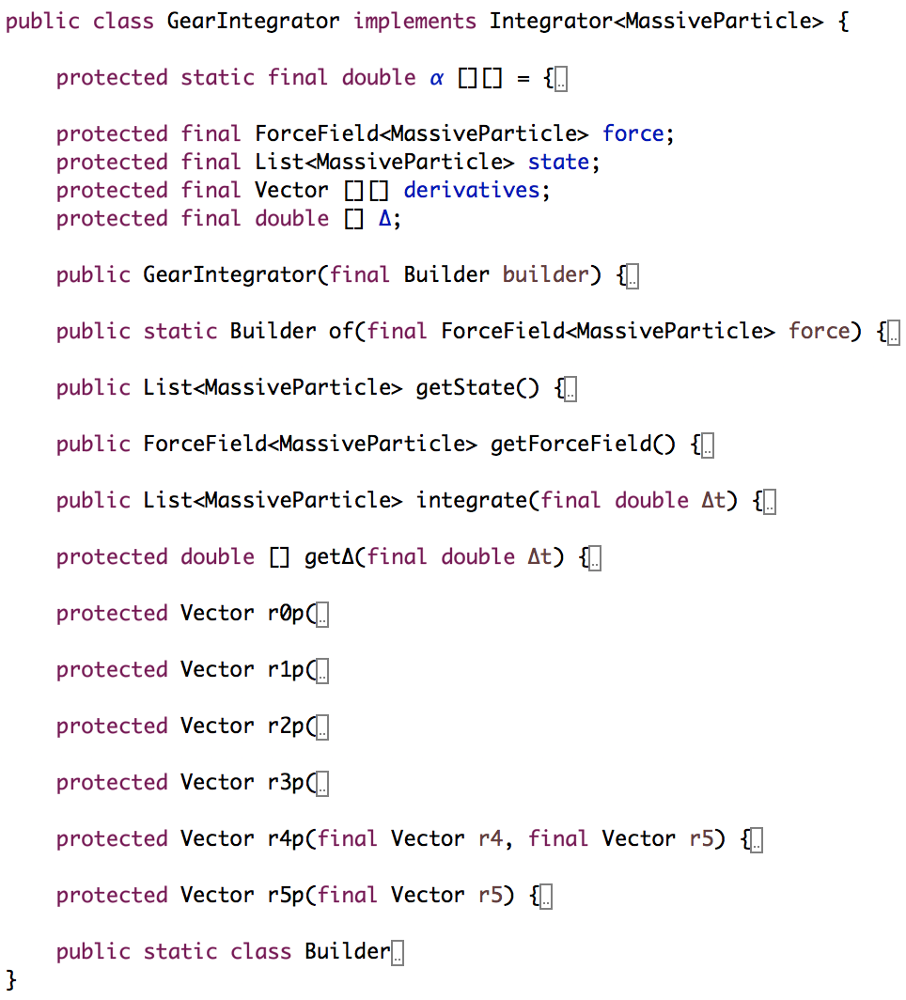 public class GearIntegrator implements Integrator<MassiveParticle> {
protected static final double α [][] = {..
protected final ForceField<MassiveParticle> force;
protected final List<MassiveParticle> state;
protected final Vector [][] derivatives;
protected final double [] Δ;
public GearIntegrator(final Builder builder) {..
public static Builder of(final ForceField<MassiveParticle> force) {..
public List<MassiveParticle> getState() {..
public ForceField<MassiveParticle> getForceField() {..
public List<MassiveParticle> integrate(final double Δt) {..
protected double [] getΔ(final double Δt) {..
protected Vector r0p(..
protected Vector r1p(..
protected Vector r2p(..
protected Vector r3p(..
protected Vector r4p(final Vector r4, final Vector r5) {..
protected Vector r5p(final Vector r5) {..
public static class Builder..
}